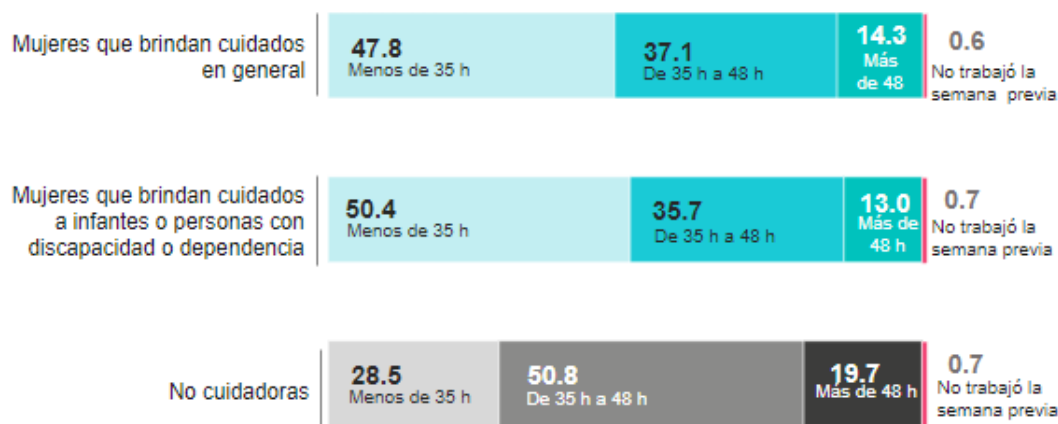 Mujeres que brindan cuidados
en general
47.8
Menos de 35 h
37.1
De 35 h a 48 h
14.3
Más
de 48
0.6
No trabajó la
semana previa
Mujeres que brindan cuidados
a infantes o personas con
discapacidad o dependencia
50.4
Menos de 35 h
35.7
De 35 h a 48 h
13.0
Más de
48 h
0.7
No trabajó la
semana previa
No cuidadoras
28.5
Menos de 35 h
50.8
De 35 h a 48 h
19.7
Más de 48 h
0.7
No trabajó la
semana previa